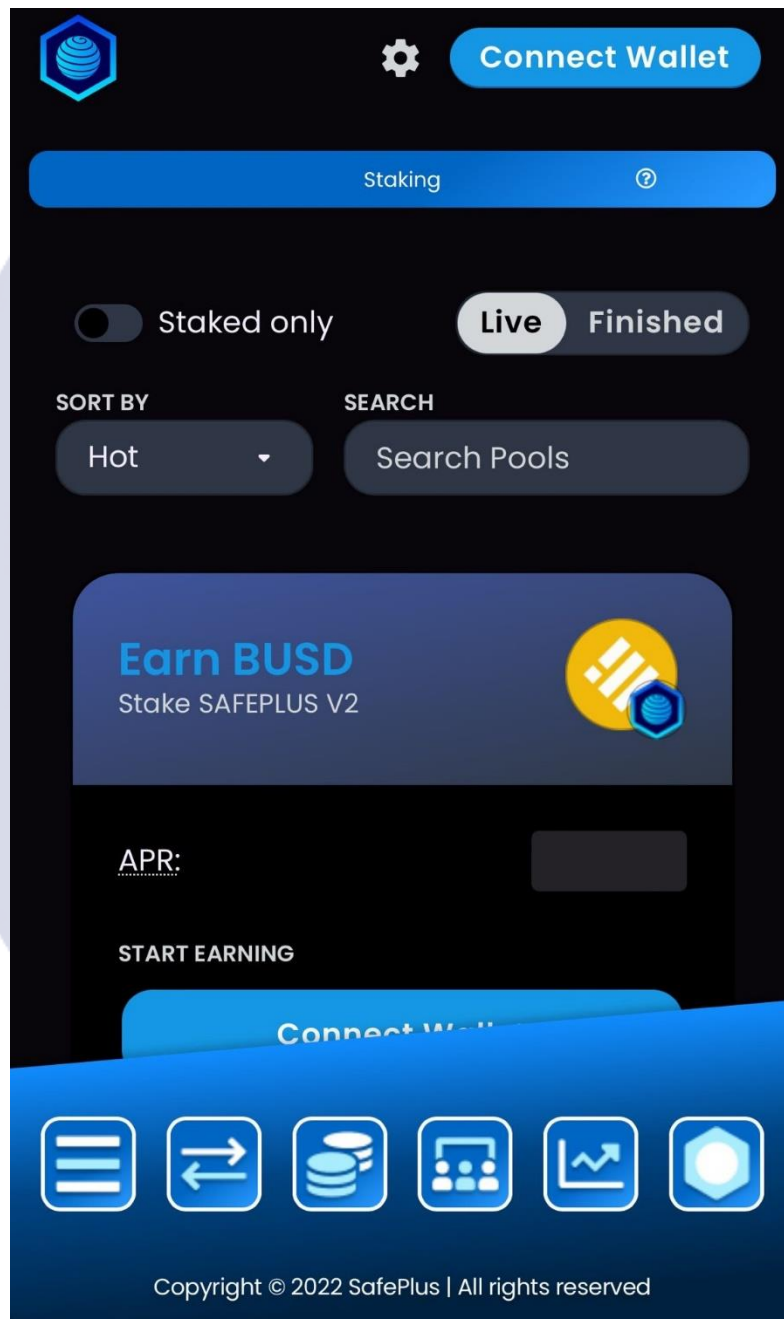 Connect Wallet
Staking
Staked only
Live Finished
SORT BY SEARCH
Hot Search Pools
Earn BUSD
Stake SAFEPLUS V2
APR:
START EARNING
Connect
Copyright © 2022 SafePlus | All rights reserved